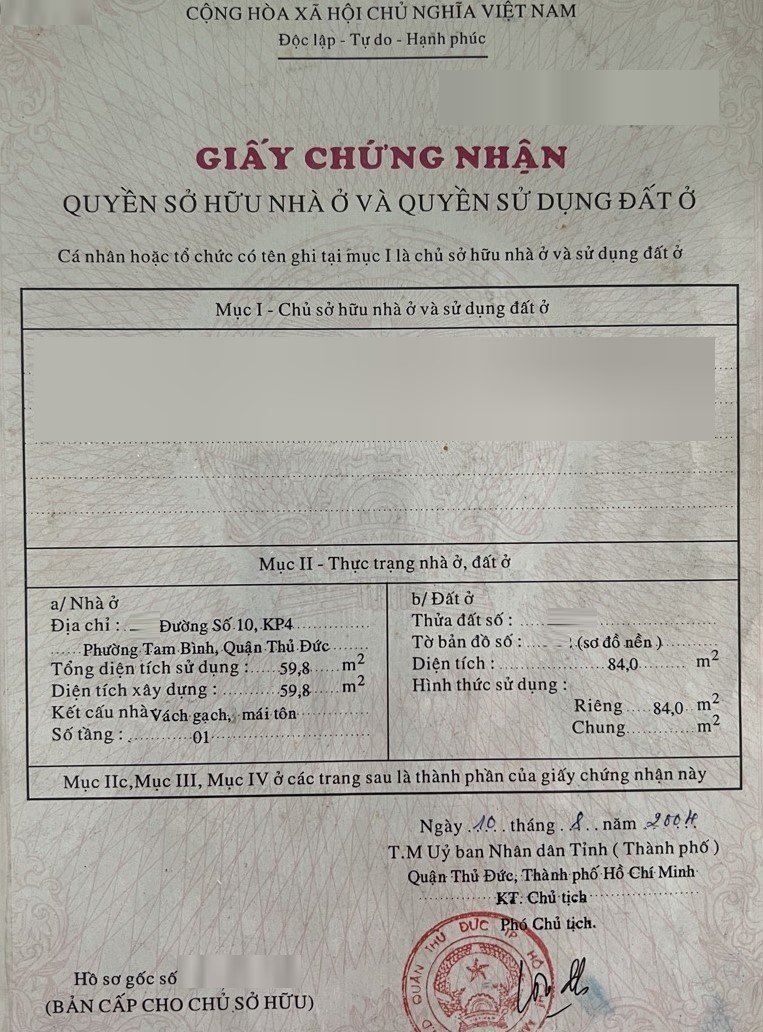 CỘNG HÒA XÃ HỘI CHỦ NGHĨA VIỆT NAM
Độc lập - Tự do - Hạnh phúc
GIẤY CHỨNG NHẬN
QUYỀN SỞ HỮU NHÀ Ở VÀ QUYỀN SỬ DỤNG ĐẤT Ở
Cá nhân hoặc tổ chức có tên ghi tại mục I là chủ sở hữu nhà ở và sử dụng đất ở
Mục I - Chủ sở hữu nhà ở và sử dụng đất ở
Mục II - Thực trạng nhà ở, đất ở
a/ Nhà ở
Địa chỉ : Đường Số 10, KP4
Phường Tam Bình, Quận Thủ Đức
Tổng diện tích sử dụng : 59,8 m2
Diện tích xây dựng : 59,8 m2
Kết cấu nhà Vách gạch, mái tôn
Số tầng : 01
b/ Đất ở
Thửa đất số :
Tờ bản đồ số : (sơ đồ nền)
Diện tích : 84,0 m2
Hình thức sử dụng :
Riêng 84,0 m2
Chung m2
Mục IIc, Mục III, Mục IV ở các trang sau là thành phần của giấy chứng nhận này
Ngày 10 tháng 8 năm 2004
T.M Uỷ ban Nhân dân Tỉnh ( Thành phố )
Quận Thủ Đức, Thành phố Hồ Chí Minh
KT. Chủ tịch
Phó Chủ tịch.
QUẬN THỦ ĐỨC TP HỒ
Hồ sơ gốc số
(BẢN CẤP CHO CHỦ SỞ HỮU)